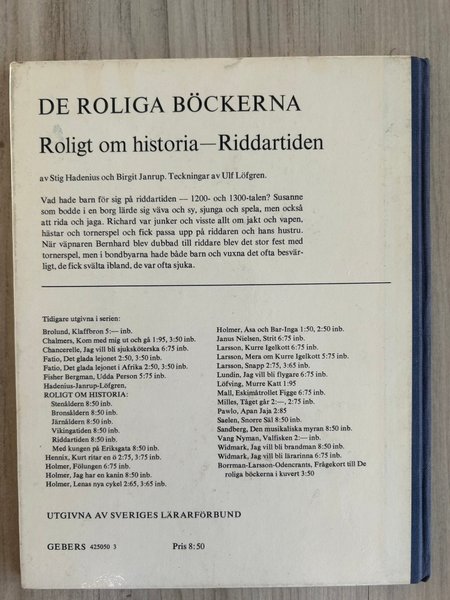 DE ROLIGA BÖCKERNA
Roligt om historia—Riddartiden
av Stig Hadenius och Birgit Janrup. Teckningar av Ulf Löfgren.
Vad hade barn för sig på riddartiden — 1200- och 1300-talen? Susanne
som bodde i en borg lärde sig väva och sy, sjunga och spela, men också
att rida och jaga. Richard var junker och visste allt om jakt och vapen,
hästar och tornerspel och fick passa upp på riddaren och hans hustru.
När väpnaren Bernhard blev dubbad till riddare blev det stor fest med
tornerspel, men i bondbyarna hade både barn och vuxna det ofta besvär-
ligt, de fick svälta ibland, de var ofta sjuka.
Tidigare utgivna i serien:
Brolund, Klaffbron 5:— inb.
Chalmers, Kom med mig ut och gå 1:95, 3:50 inb.
Chancerelle, Jag vill bli sjuksköterska 6:75 inb.
Fatio, Det glada lejonet 2:50, 3:50 inb.
Fatio, Det glada lejonet i Afrika 2:50, 3:50 inb.
Fisher Bergman, Udda Person 5:75 inb.
Hadenius-Janrup-Löfgren,
ROLIGT OM HISTORIA:
Stenåldern 8:50 inb.
Bronsåldern 8:50 inb.
Järnåldern 8:50 inb.
Vikingatiden 8:50 inb.
Riddartiden 8:50 inb.
Med kungen på Eriksgata 8:50 inb.
Hennix, Kurt ritar en ö 2:75, 3:75 inb.
Holmer, Fölungen 6:75 inb.
Holmer, Jag har en kanin 8:50 inb.
Holmer, Lenas nya cykel 2:65, 3:65 inb.
Holmer, Åsa och Bar-Inga 1:50, 2:50 inb.
Janus Nielsen, Strit 6:75 inb.
Larsson, Kurre Igelkott 6:75 inb.
Larsson, Mera om Kurre Igelkott 5:75 inb.
Larsson, Snapp 2:75, 3:65 inb.
Lundin, Jag vill bli flygare 6:75 inb.
Löfving, Murre Katt 1:95
Mall, Eskimåtrollet Figge 6:75 inb.
Milles, Tåget går 2:—, 2:75 inb.
Pawlo, Apan Jaja 2:85
Saelen, Snorre Säl 8:50 inb.
Sandberg, Den musikaliska myran 8:50 inb.
Vang Nyman, Valfisken 2:— inb.
Widmark, Jag vill bli brandman 8:50 inb.
Widmark, Jag vill bli lärarinna 6:75 inb.
Borrman-Larsson-Odencrants, Frågekort till De
roliga böckerna i kuvert 3:50
UTGIVNA AV SVERIGES LÄRARFÖRBUND
GEBERS 425050 3 Pris 8:50